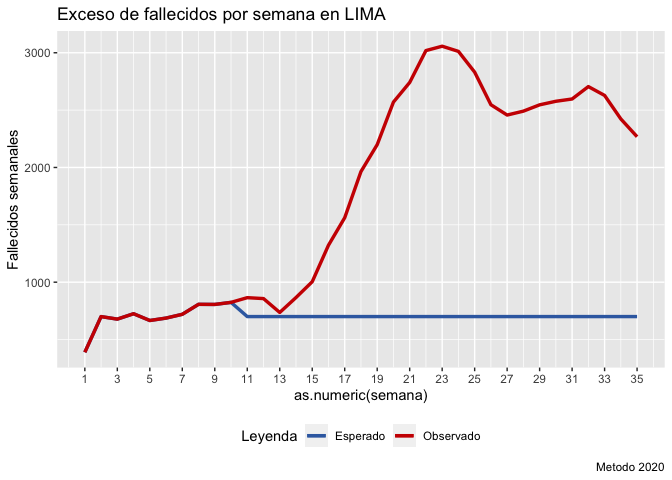 Exceso de fallecidos por semana en LIMA
Fallecidos semanales
3000
2000
1000
1 3 5 7 9 11 13 15 17 19 21 23 25 27 29 31 33 35
as.numeric(semana)
Leyenda Esperado Observado
Metodo 2020